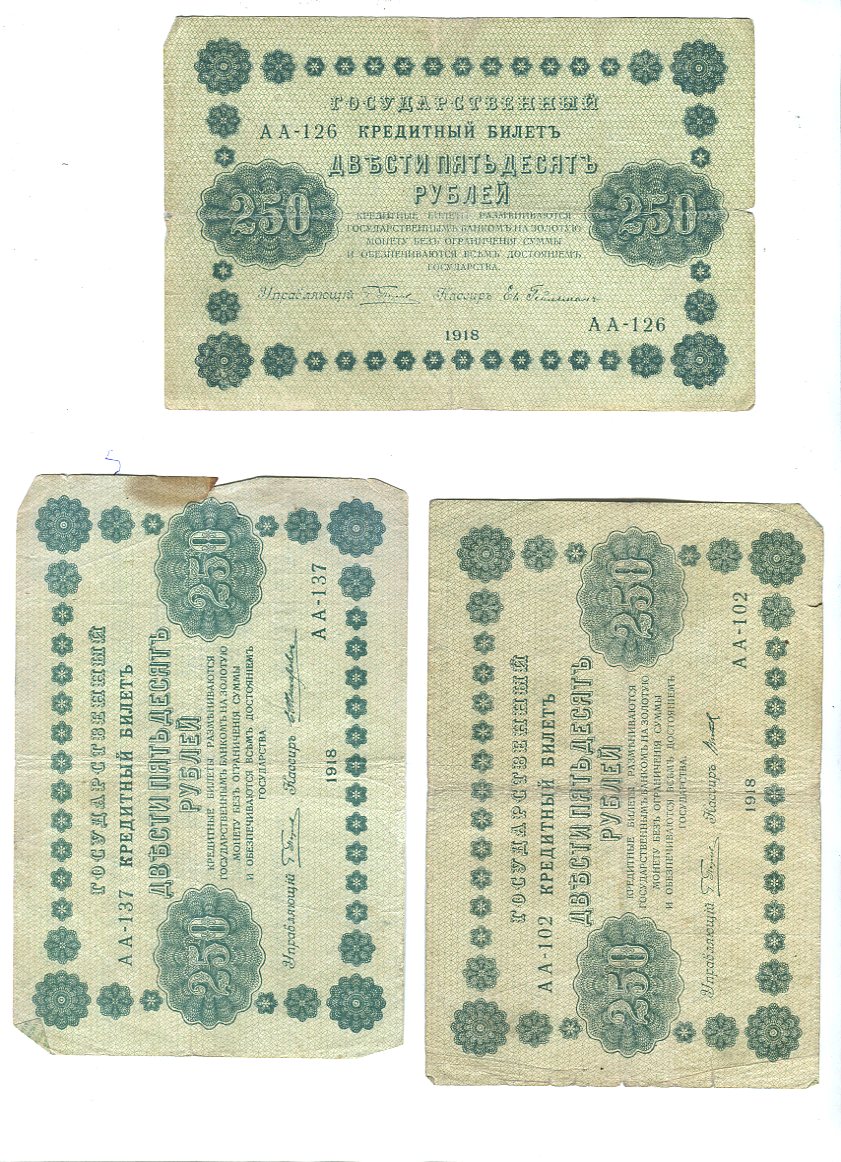 ГОСУДАРСТВЕННЫЙ
АА-126 КРЕДИТНЫЙ БИЛЕТЪ
ДВѢСТИ ПЯТЬДЕСЯТЪ
РУБЛЕЙ
250 250
КРЕДИТНЫЕ БИЛЕТЫ РАЗМѢНИВАЮТСЯ
ГОСУДАРСТВЕННЫМЪ БАНКОМЪ НА ЗОЛОТУЮ
МОНЕТУ БЕЗЪ ОГРАНИЧЕНІЯ СУММЫ
И ОБЕЗПЕЧИВАЮТСЯ ВСѢМЪ ДОСТОЯНІЕМЪ
ГОСУДАРСТВА.
Управляющій Кассиръ
АА-126
1918
ГОСУДАРСТВЕННЫЙ
АА-137 КРЕДИТНЫЙ БИЛЕТЪ
ДВѢСТИ ПЯТЬДЕСЯТЪ
РУБЛЕЙ
250 250
КРЕДИТНЫЕ БИЛЕТЫ РАЗМѢНИВАЮТСЯ
ГОСУДАРСТВЕННЫМЪ БАНКОМЪ НА ЗОЛОТУЮ
МОНЕТУ БЕЗЪ ОГРАНИЧЕНІЯ СУММЫ
И ОБЕЗПЕЧИВАЮТСЯ ВСѢМЪ ДОСТОЯНІЕМЪ
ГОСУДАРСТВА
Управляющій Кассиръ
АА-137
1918
ГОСУДАРСТВЕННЫЙ
АА-102 КРЕДИТНЫЙ БИЛЕТЪ
ДВѢСТИ ПЯТЬДЕСЯТЪ
РУБЛЕЙ
250 250
КРЕДИТНЫЕ БИЛЕТЫ РАЗМѢНИВАЮТСЯ
ГОСУДАРСТВЕННЫМЪ БАНКОМЪ НА ЗОЛОТУЮ
МОНЕТУ БЕЗЪ ОГРАНИЧЕНІЯ СУММЫ
И ОБЕЗПЕЧИВАЮТСЯ ВСѢМЪ ДОСТОЯНІЕМЪ
ГОСУДАРСТВА.
Управляющій Кассиръ
АА-102
1918